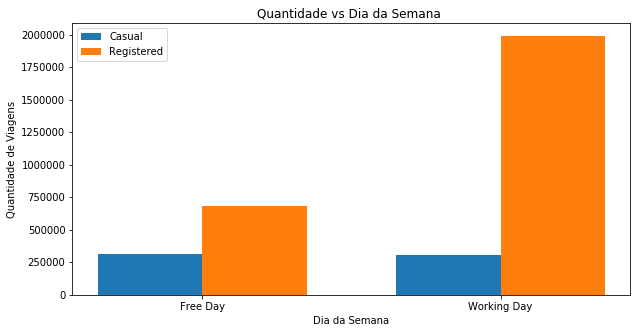 Quantidade vs Dia da Semana
Casual
Registered
2000000
1750000
1500000
1250000
1000000
750000
500000
250000
0
Quantidade de Viagens
Free Day
Working Day
Dia da Semana